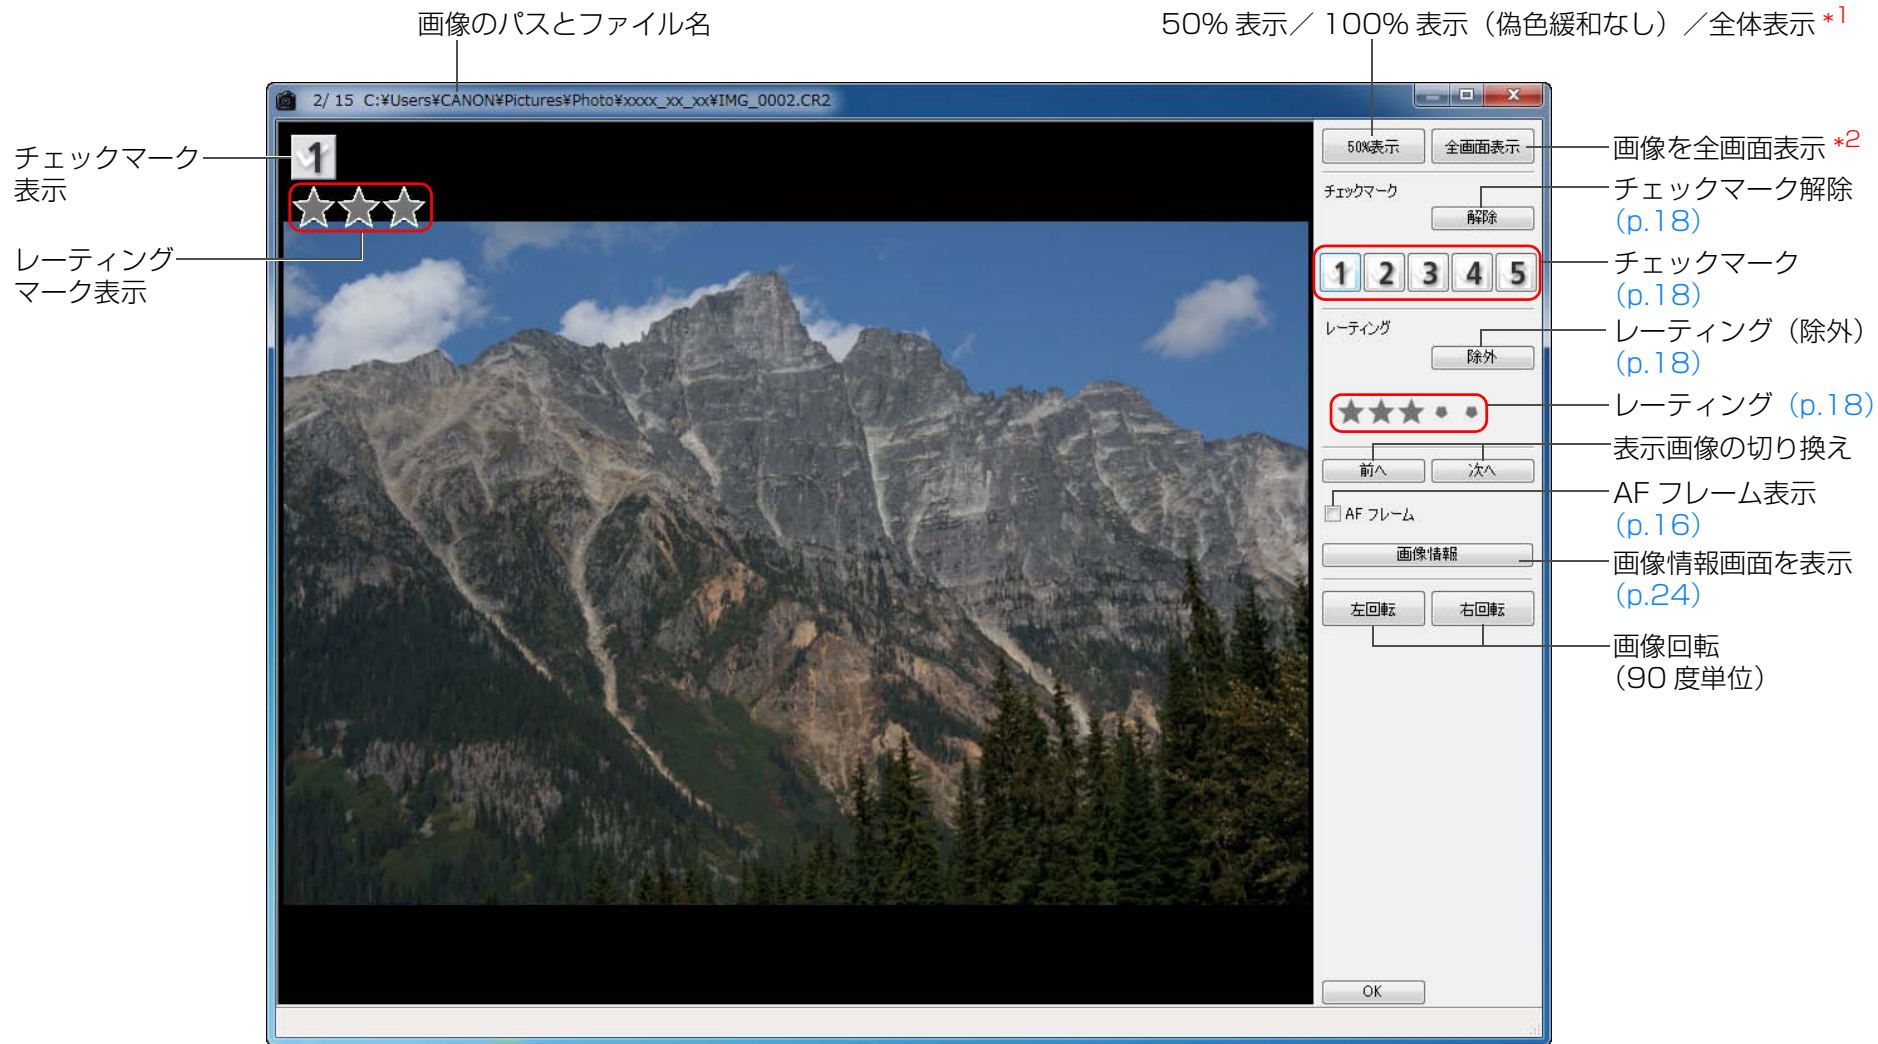 画像のパスとファイル名
50% 表示／ 100% 表示（偽色緩和なし）／全体表示 *1
2/ 15 C:¥Users¥CANON¥Pictures¥Photo¥xxxx_xx_xx¥IMG_0002.CR2
チェックマーク
表示
1
レーティング
マーク表示
50%表示
全画面表示
画像を全画面表示 *2
チェックマーク
解除
チェックマーク解除
（p.18）
1 2 3 4 5
チェックマーク
（p.18）
レーティング
除外
レーティング（除外）
（p.18）
レーティング（p.18）
前へ
次へ
表示画像の切り換え
AF フレーム
AF フレーム表示
（p.16）
画像情報
画像情報画面を表示
（p.24）
左回転
右回転
画像回転
（90 度単位）
OK